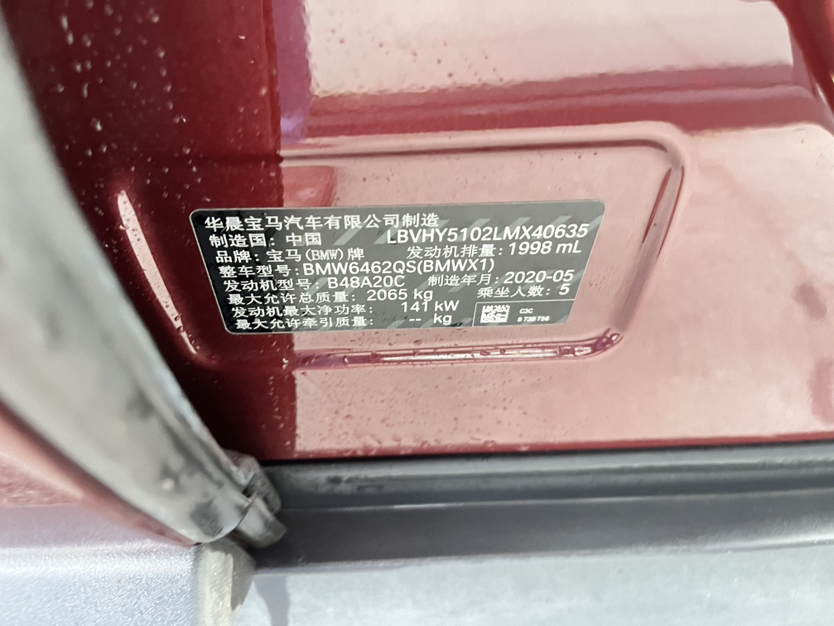 华晨宝马汽车有限公司制造
制造国：中国 LBVHY5102LMX40635
品牌：宝马(BMW)牌 发动机排量：1998 mL
整车型号：BMW6462QS(BMWX1)
发动机型号：B48A20C 制造年月：2020-05
最大允许总质量： 2065 kg 乘坐人数：5
发动机最大净功率： 141 kW
最大允许牵引质量： -- kg
C3C